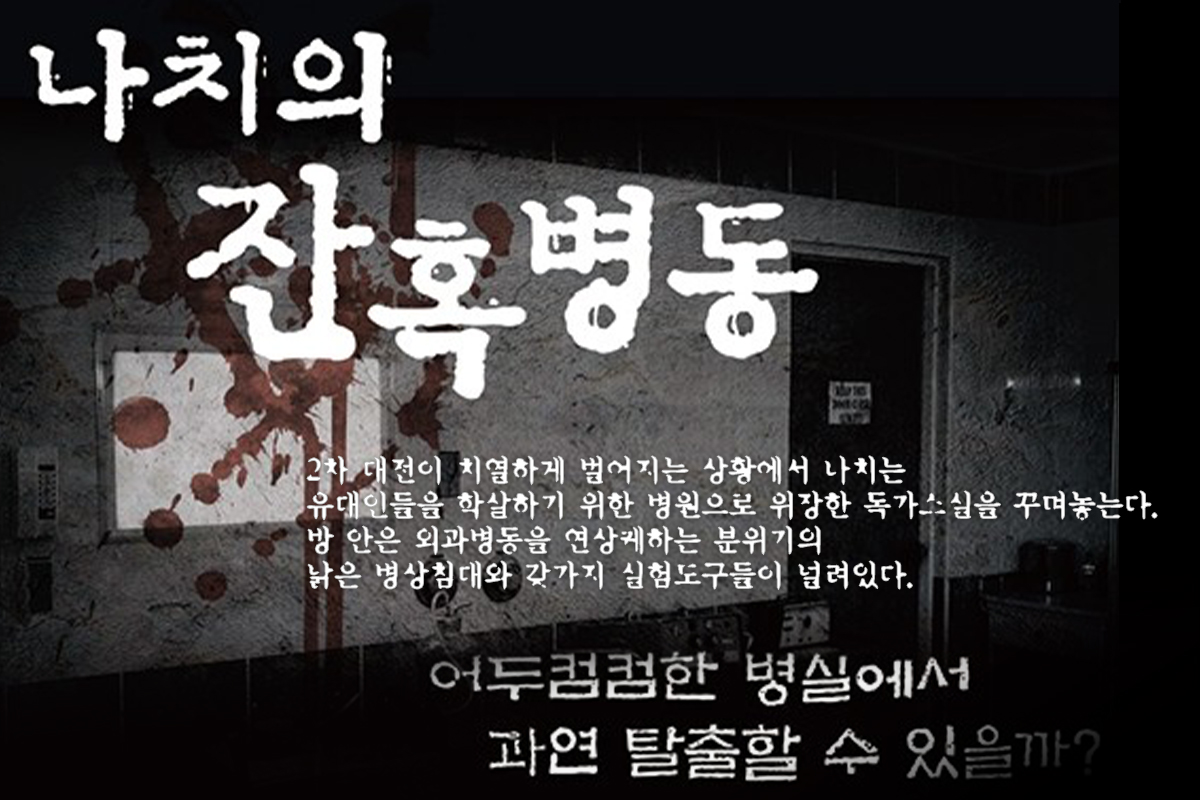 나치의
잔혹병동
2차 대전이 치열하게 벌어지는 상황에서 나치는
유대인들을 학살하기 위한 병원으로 위장한 독가스실을 꾸며놓는다.
방 안은 외과병동을 연상케하는 분위기의
낡은 병상침대와 갖가지 실험도구들이 널려있다.
어두컴컴한 병실에서
과연 탈출할 수 있을까?